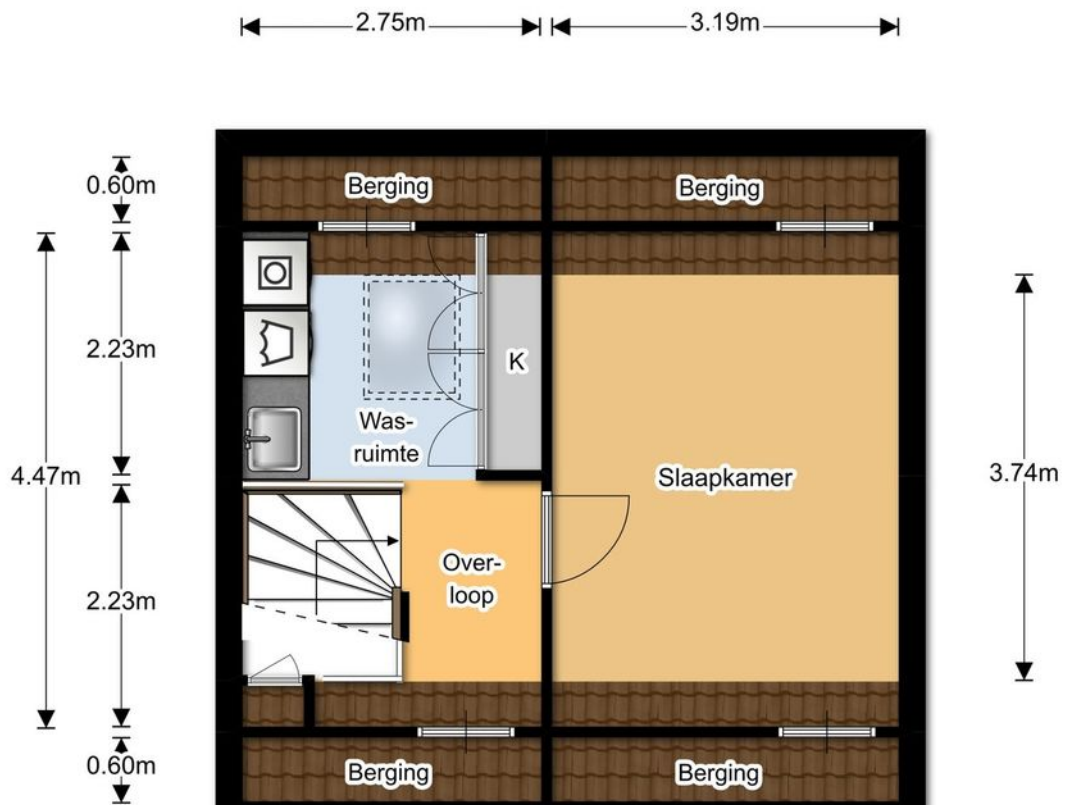 2.75m
3.19m
0.60m
Berging
Berging
2.23m
K
Was-
ruimte
4.47m
Slaapkamer
3.74m
Over-
loop
2.23m
0.60m
Berging
Berging